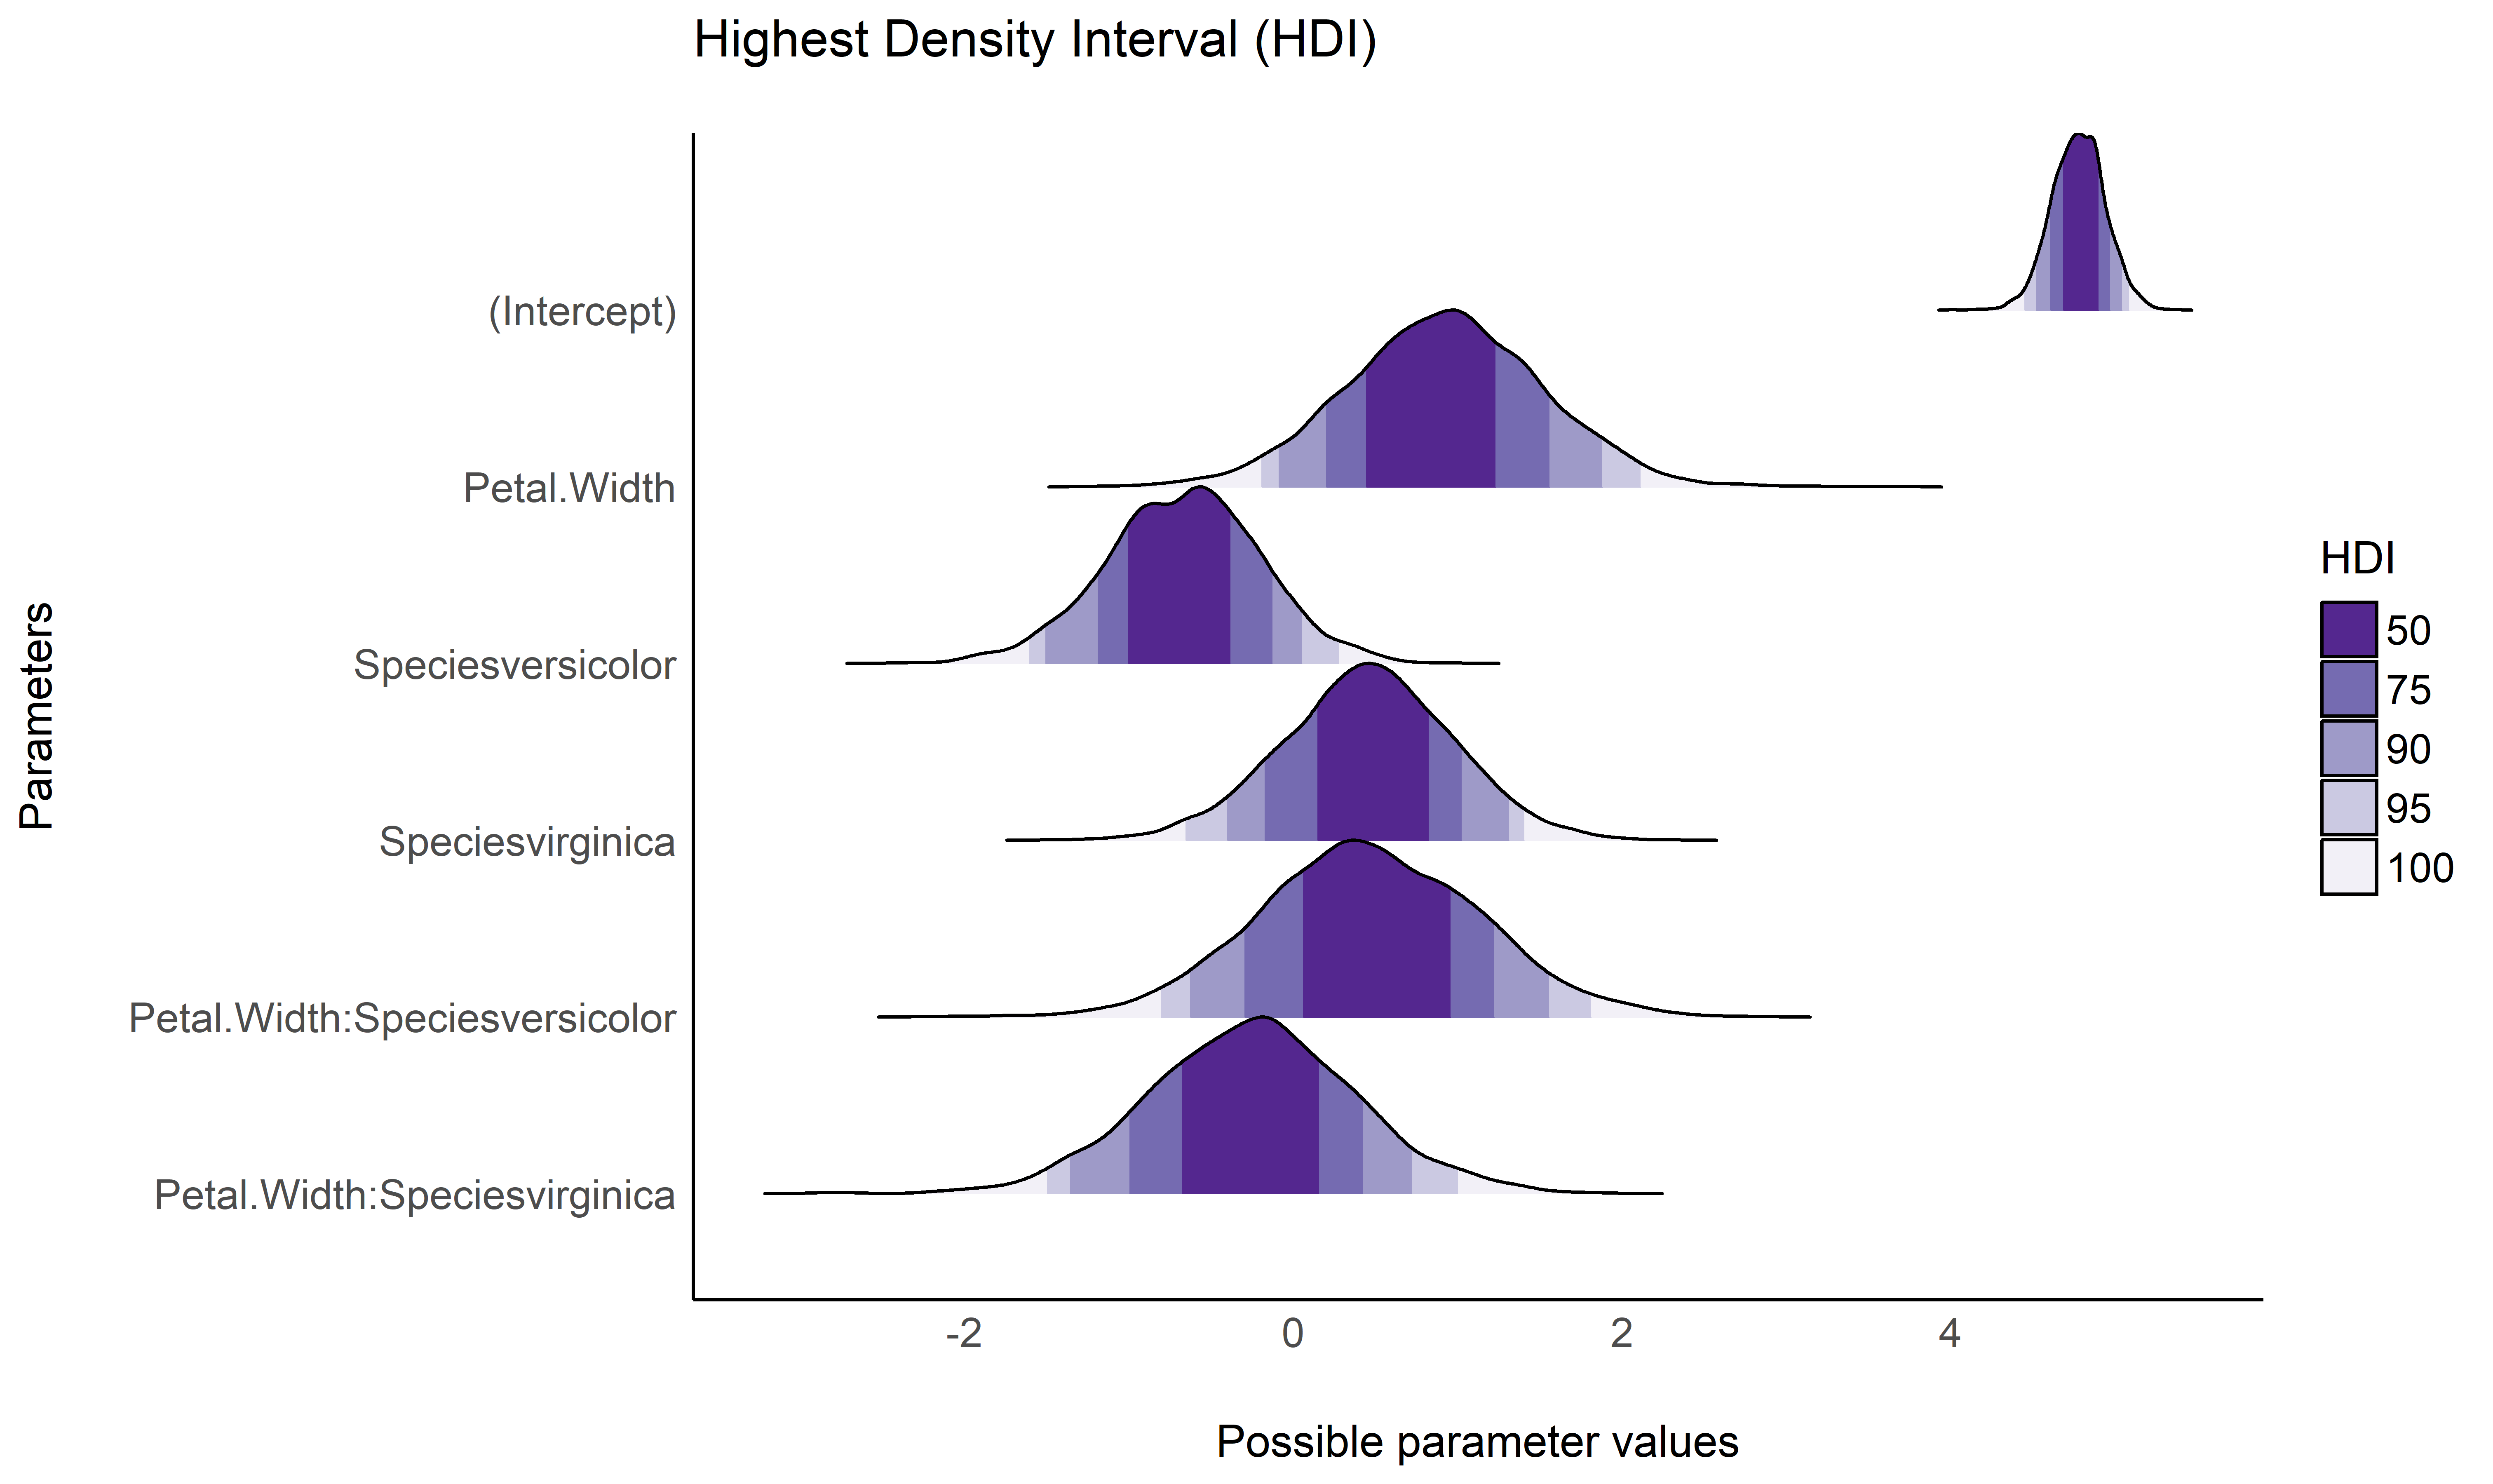 Highest Density Interval (HDI)
Parameters
(Intercept)
Petal.Width
Speciesversicolor
Speciesvirginica
Petal.Width:Speciesversicolor
Petal.Width:Speciesvirginica
-2 0 2 4
Possible parameter values
HDI
50
75
90
95
100